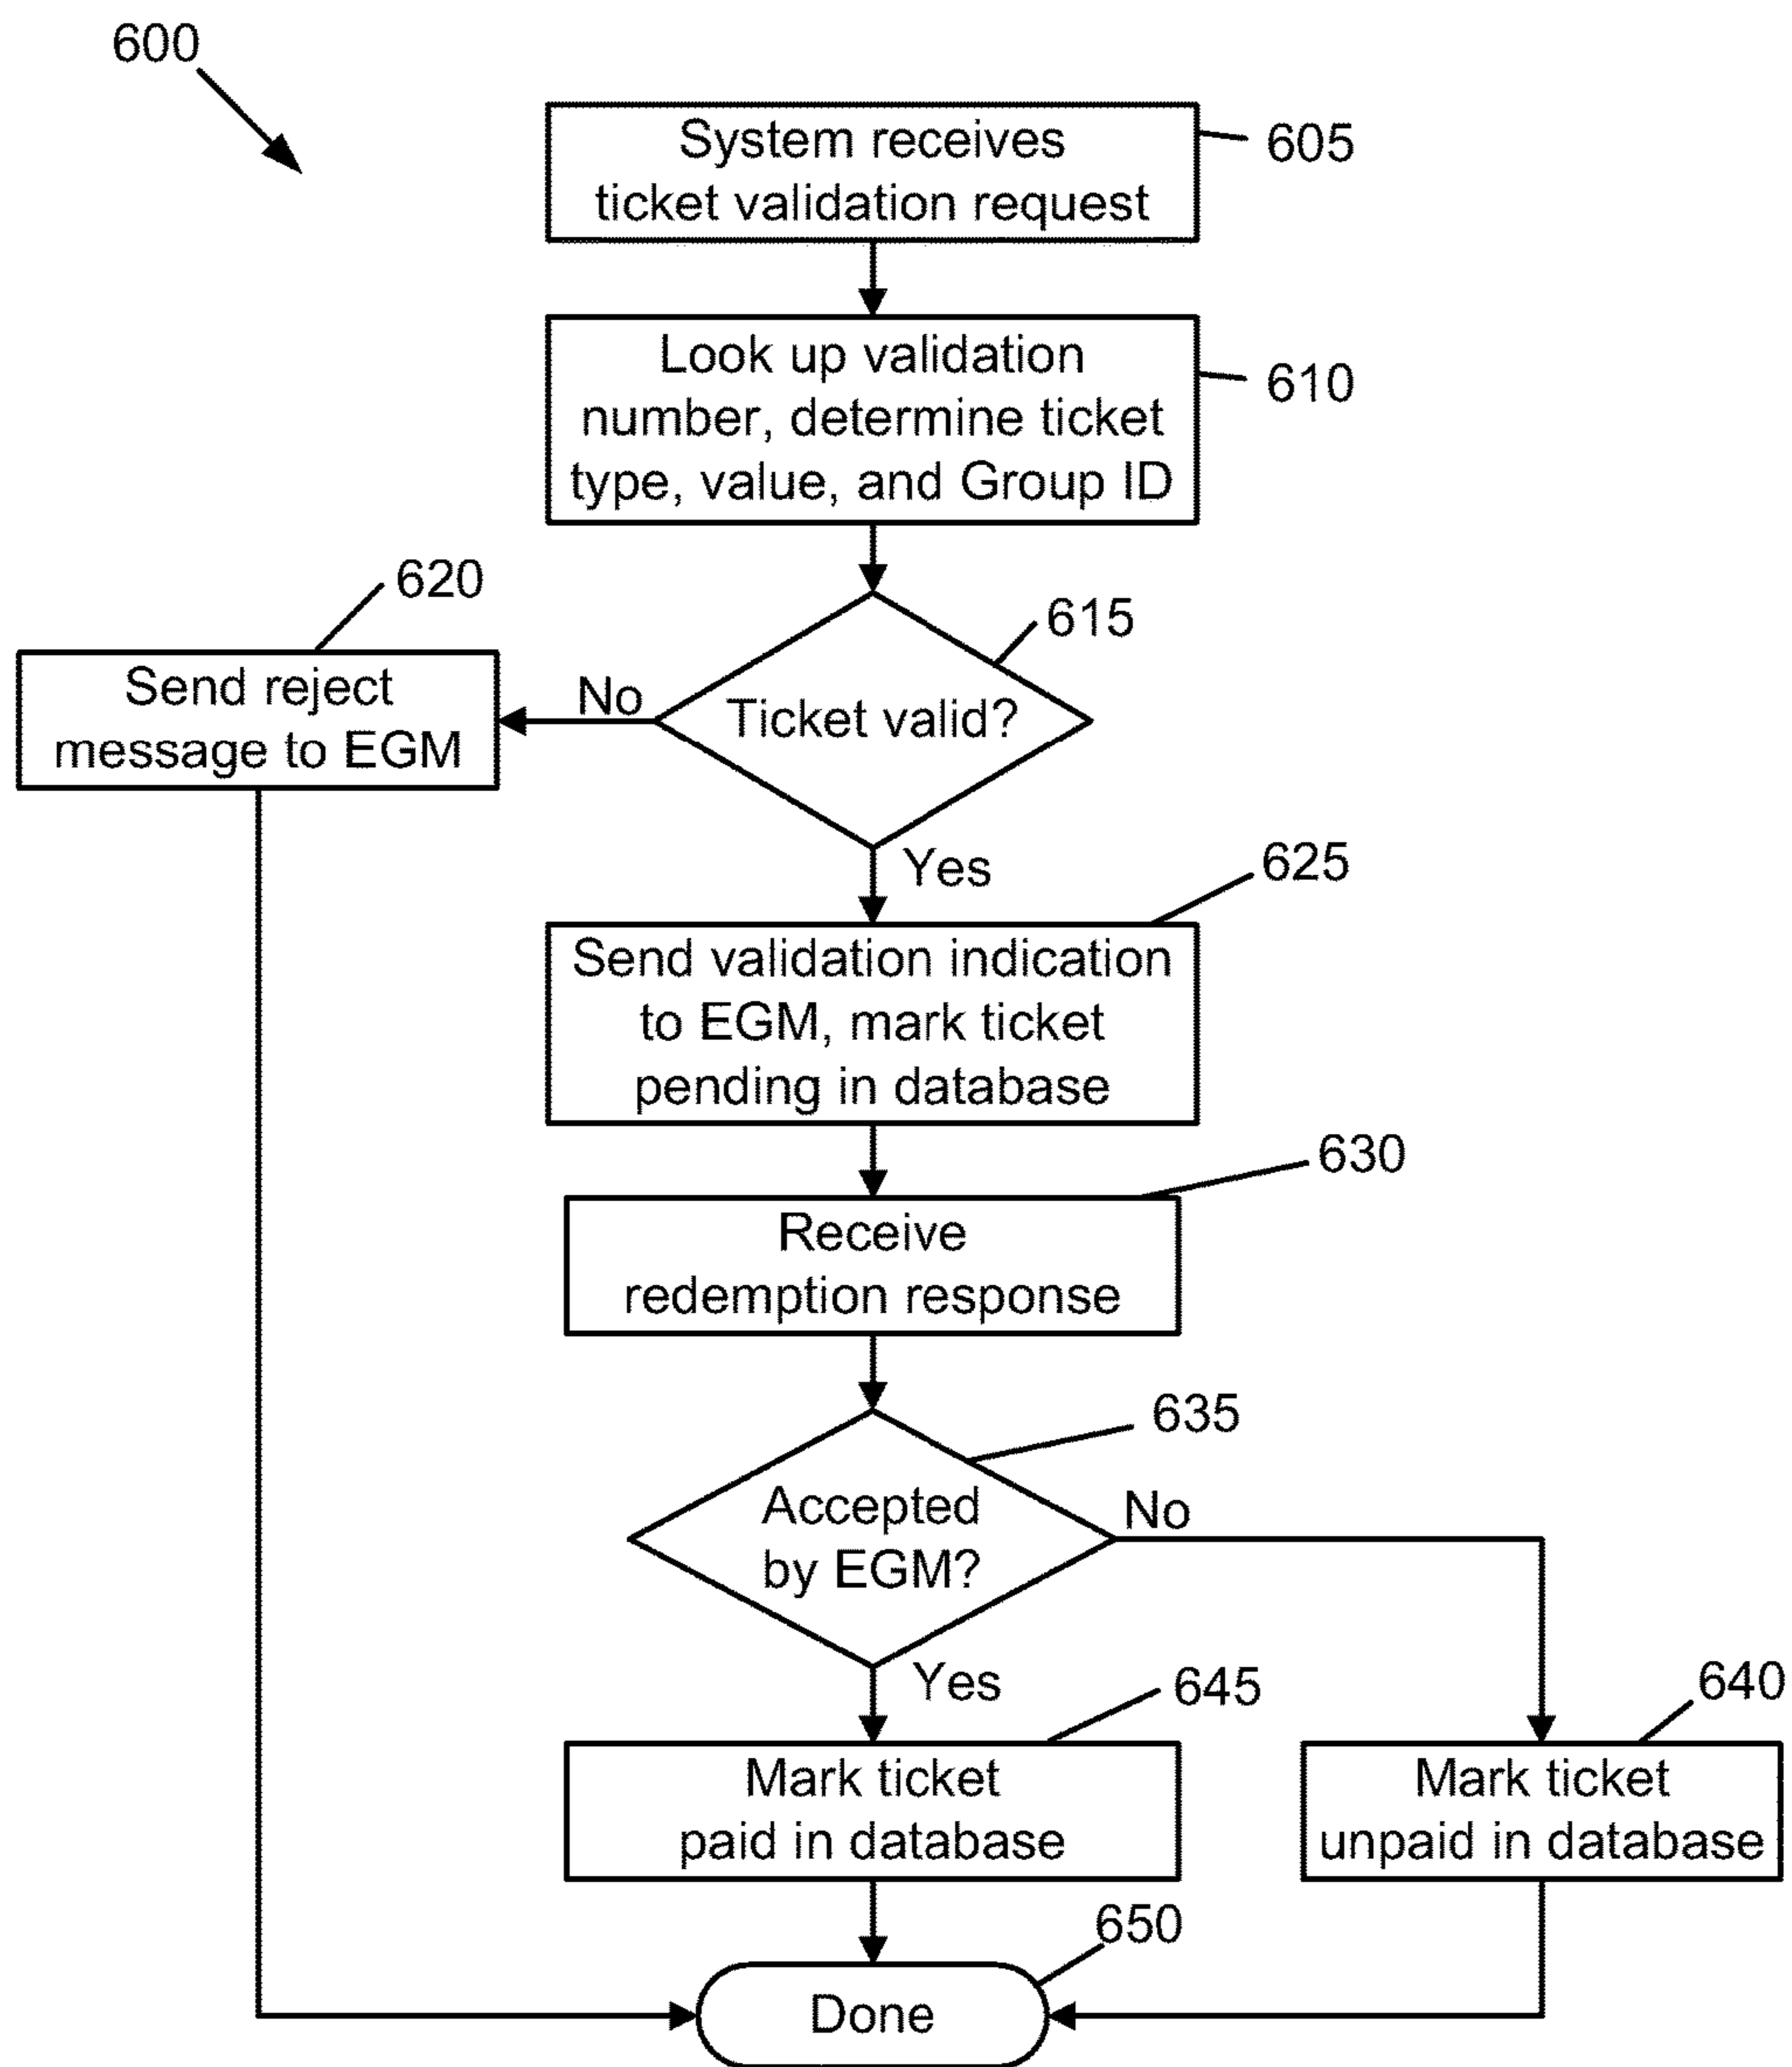 600
System receives
ticket validation request
605
Look up validation
number, determine ticket
type, value, and Group ID
610
620
615
Send reject
message to EGM
No
Ticket valid?
Yes
625
Send validation indication
to EGM, mark ticket
pending in database
630
Receive
redemption response
635
Accepted
by EGM?
No
Yes
645
640
Mark ticket
paid in database
Mark ticket
unpaid in database
650
Done